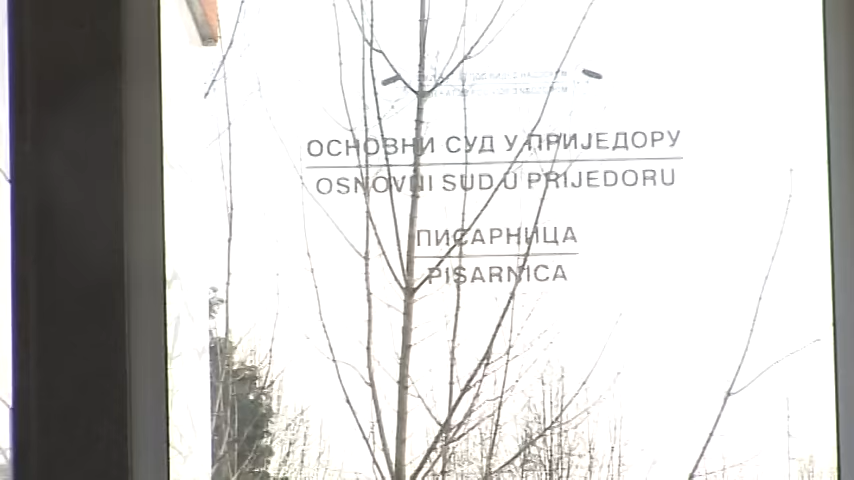 ОСНОВНИ СУД У ПРИЈЕДОРУ
OSNOVNI SUD U PRIJEDORU
ПИСАРНИЦА
PISARNICA